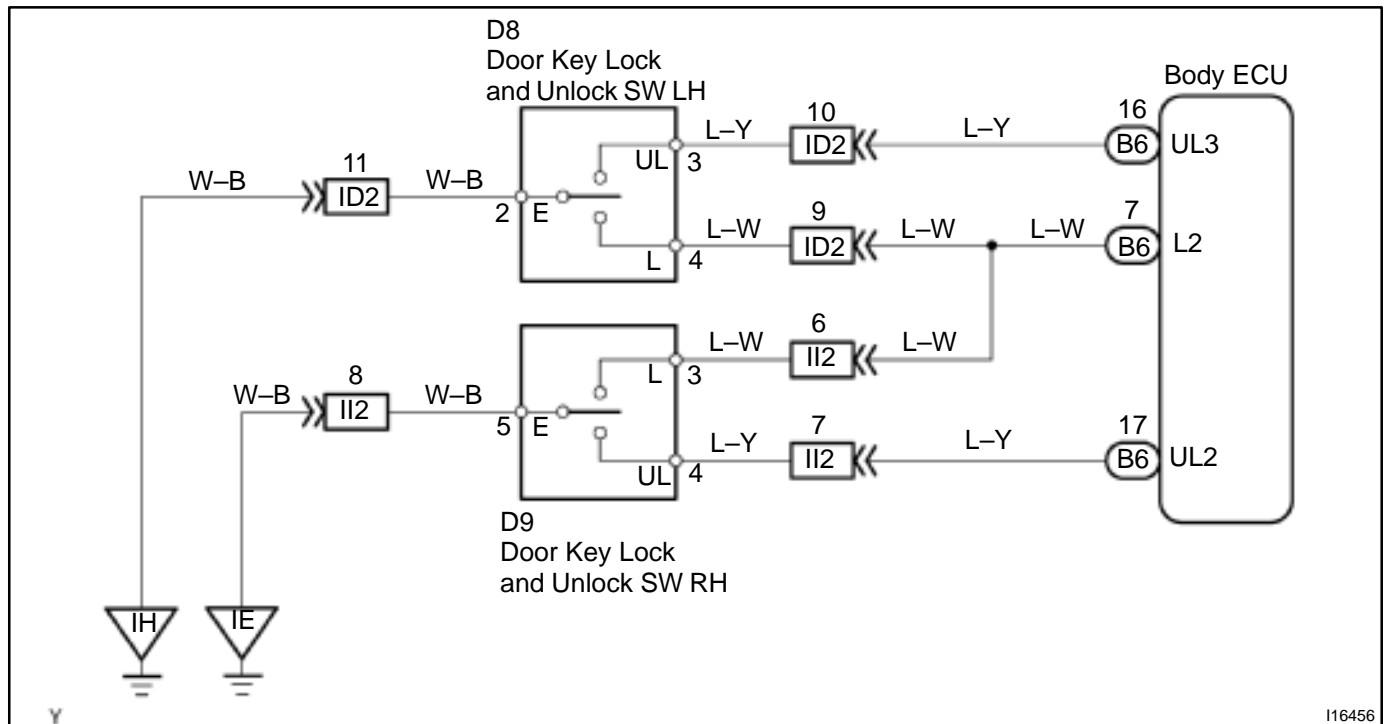 D8
Door Key Lock
and Unlock SW LH
Body ECU
10
16
L–Y
ID2
L–Y
B6
UL3
UL
3
11
W–B
ID2
W–B
2
E
9
7
L–W
ID2
L–W
L–W
B6
L2
L
4
6
L–W
II2
L–W
L
3
8
W–B
II2
W–B
5
E
7
17
L–Y
II2
L–Y
B6
UL2
UL
4
D9
Door Key Lock
and Unlock SW RH
IH
IE
Y
I16456